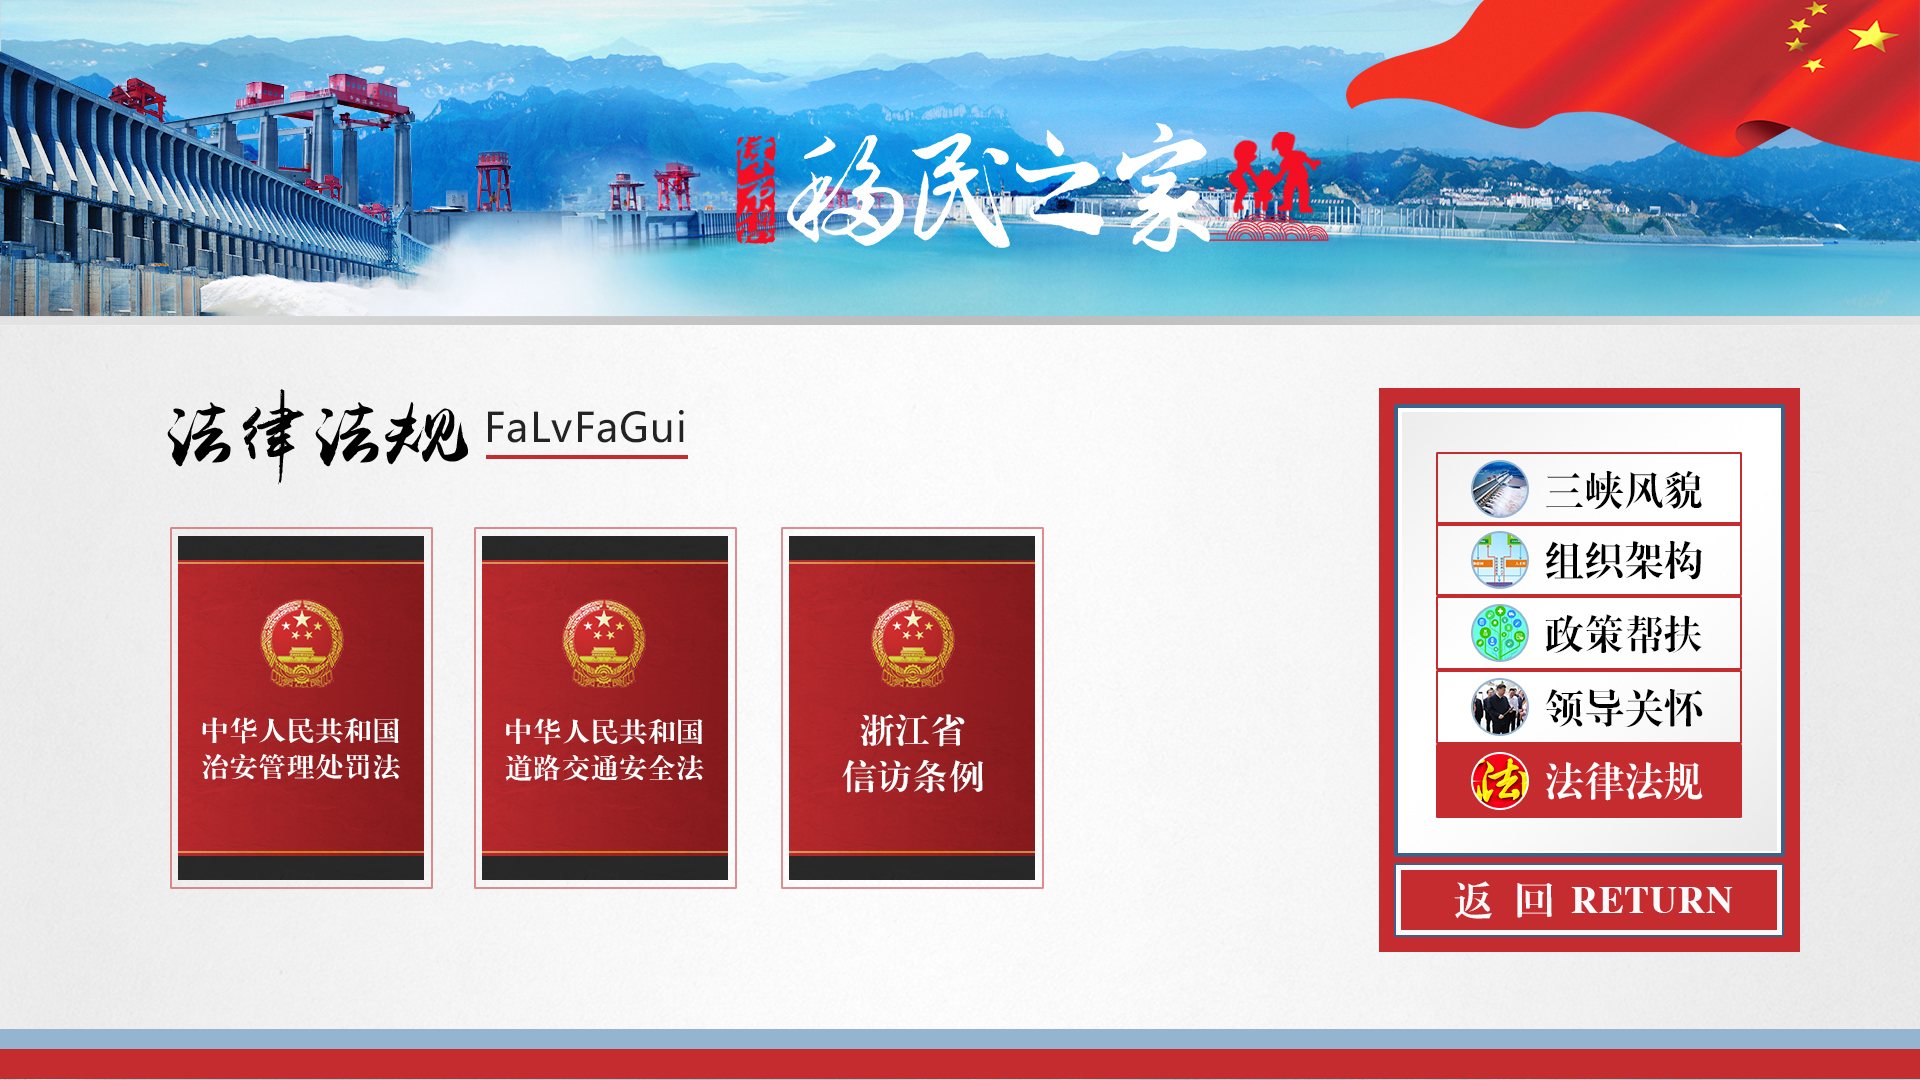 移民之家
法律法规 FaLvFaGui
中华人民共和国
治安管理处罚法
中华人民共和国
道路交通安全法
浙江省
信访条例
三峡风貌
组织架构
政策帮扶
领导关怀
法 法律法规
返 回 RETURN